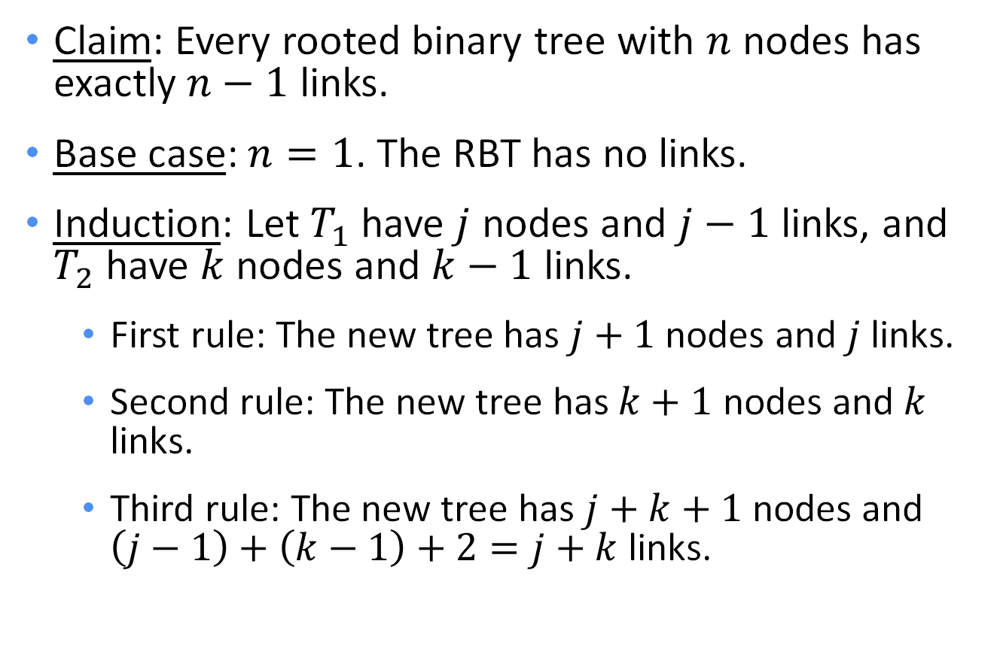 • Claim: Every rooted binary tree with n nodes has
exactly n − 1 links.
• Base case: n = 1. The RBT has no links.
• Induction: Let T₁ have j nodes and j − 1 links, and
T₂ have k nodes and k − 1 links.
• First rule: The new tree has j + 1 nodes and j links.
• Second rule: The new tree has k + 1 nodes and k
links.
• Third rule: The new tree has j + k + 1 nodes and
(j − 1) + (k − 1) + 2 = j + k links.